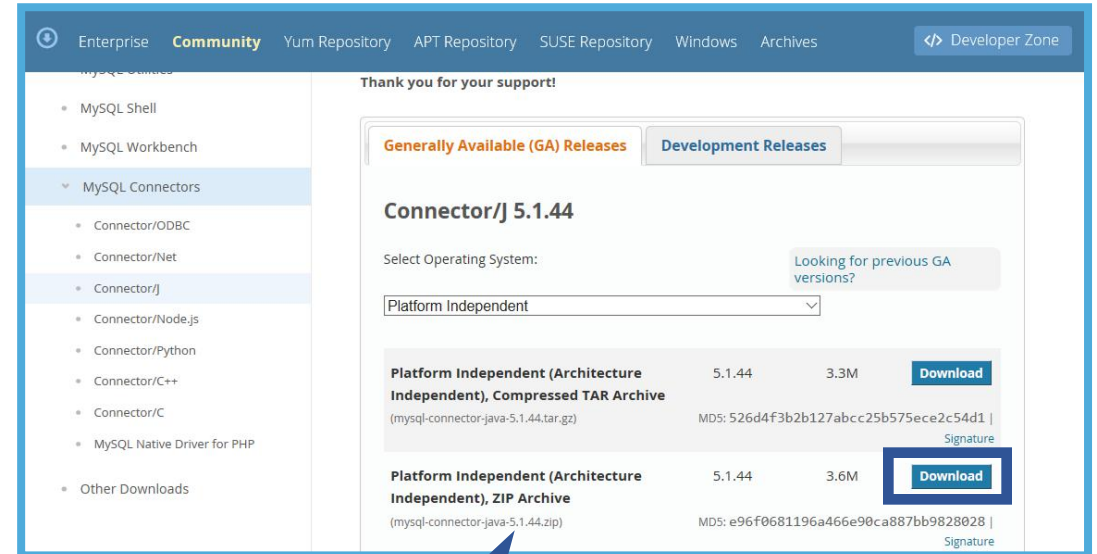 Enterprise Community Yum Repository APT Repository SUSE Repository Windows Archives </> Developer Zone
MySQL Utilities
MySQL Shell
MySQL Workbench
MySQL Connectors
Connector/ODBC
Connector/Net
Connector/J
Connector/Node.js
Connector/Python
Connector/C++
Connector/C
MySQL Native Driver for PHP
Other Downloads
Thank you for your support!
Generally Available (GA) Releases Development Releases
Connector/J 5.1.44
Select Operating System:
Looking for previous GA
versions?
Platform Independent
Platform Independent (Architecture 5.1.44 3.3M Download
Independent), Compressed TAR Archive
(mysql-connector-java-5.1.44.tar.gz) MD5: 526d4f3b2b127abcc25b575ece2c54d1 |
Signature
Platform Independent (Architecture 5.1.44 3.6M Download
Independent), ZIP Archive
(mysql-connector-java-5.1.44.zip) MD5: e96f0681196a466e90ca887bb9828028 |
Signature